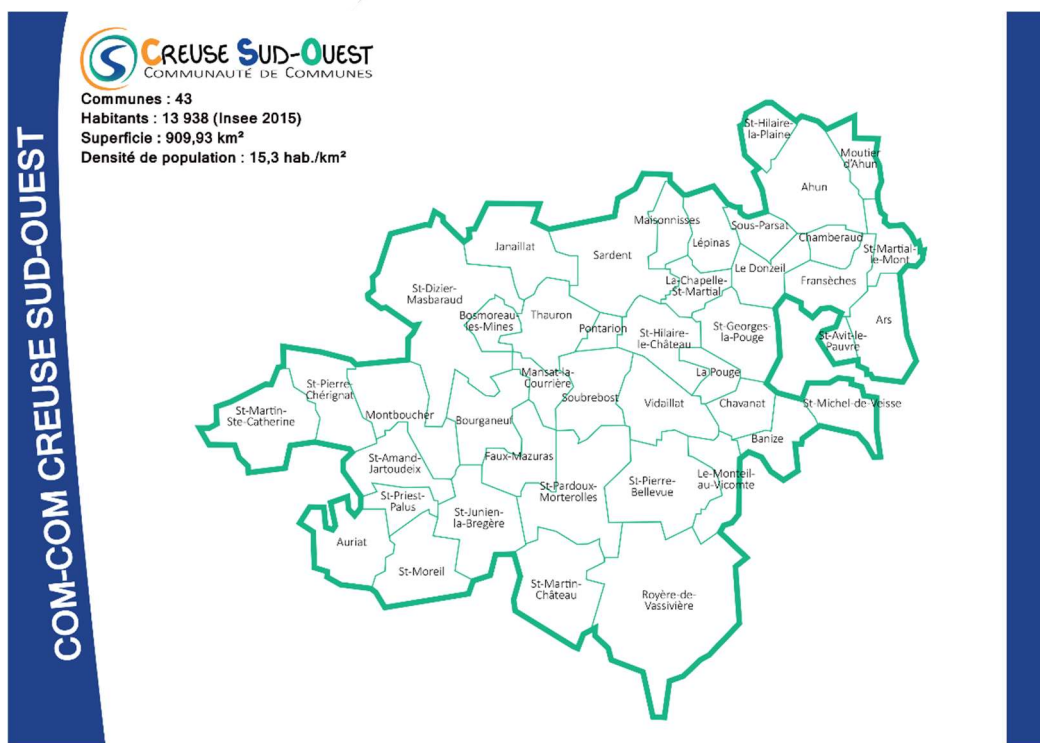 COM-COM CREUSE SUD-OUEST
CREUSE SUD-OUEST
COMMUNAUTÉ DE COMMUNES
Communes : 43
Habitants : 13 938 (Insee 2015)
Superficie : 909,93 km²
Densité de population : 15,3 hab./km²
St-Hilaire-
la-Plaine
Moutier
d'Ahun
Ahun
Maisonnisses
Sous-Parsat
Chamberaud
Lépinas
Janaillat
Sardent
St-Martial-
le-Mont
Le Donzeil
Fransèches
La-Chapelle-
St-Martial
St-Dizier-
Masbaraud
Bosmoreau-
les-Mines
Thauron
Pontarion
St-Hilaire-
le-Château
St-Georges-
la-Pouge
Ars
St-Avit-le-
Pauvre
Mansat-la-
Courrière
La Pouge
St-Pierre-
Chérignat
Soubrebost
Vidaillat
Chavanat
St-Michel-de-Veisse
St-Martin-
Ste-Catherine
Montboucher
Bourganeuf
Banize
Faux-Mazuras
St-Amand-
Jartoudeix
St-Pardoux-
Morterolles
St-Pierre-
Bellevue
Le-Monteil-
au-Vicomte
St-Priest-
Palus
St-Junien-
la-Bregère
Auriat
St-Moreil
St-Martin-
Château
Royère-de-
Vassivière